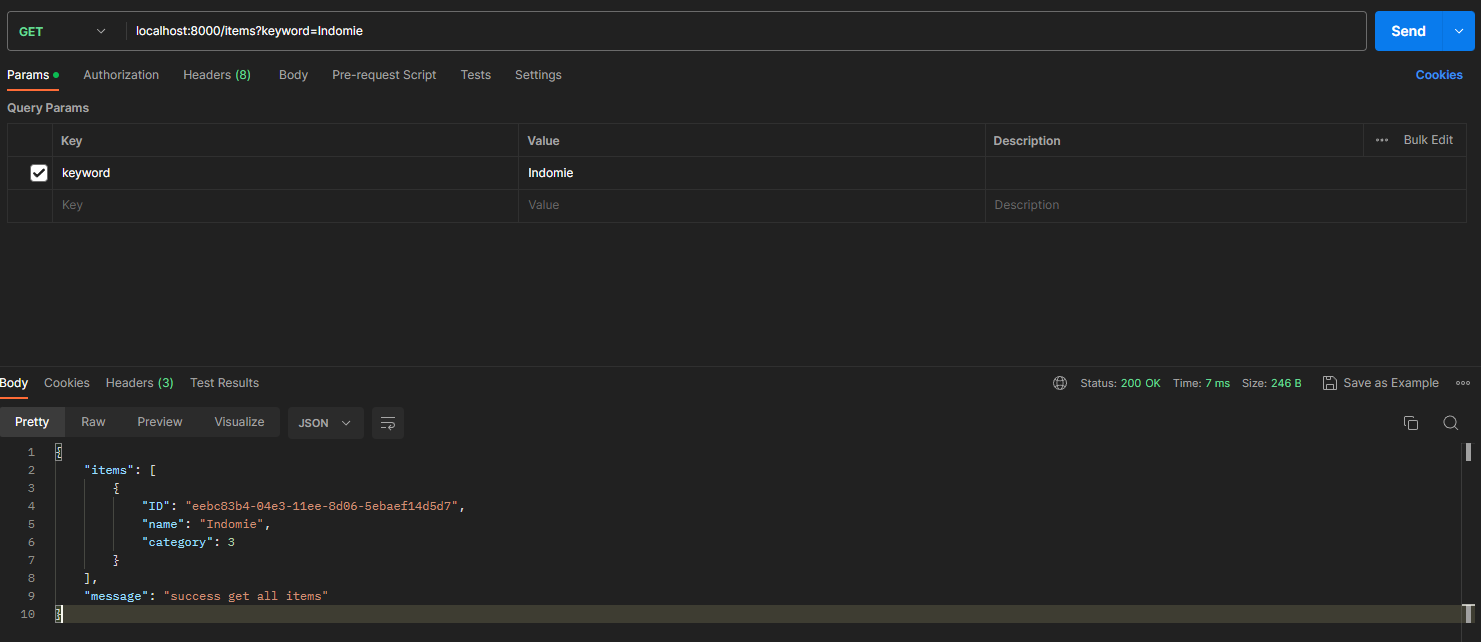 GET localhost:8000/items?keyword=Indomie Send
Params Authorization Headers (8) Body Pre-request Script Tests Settings Cookies
Query Params
Key Value Description Bulk Edit
keyword Indomie
Key Value Description
Body Cookies Headers (3) Test Results Status: 200 OK Time: 7 ms Size: 246 B Save as Example
Pretty Raw Preview Visualize JSON
1 {
2 "items": [
3 {
4 "ID": "eebc83b4-04e3-11ee-8d06-5ebaef14d5d7",
5 "name": "Indomie",
6 "category": 3
7 }
8 ],
9 "message": "success get all items"
10 }